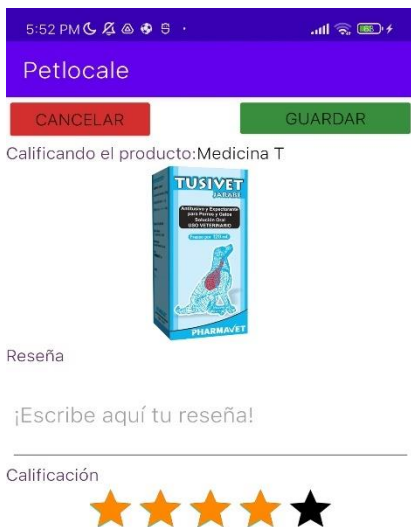 5:52 PM
Petlocale
CANCELAR
GUARDAR
Calificando el producto:Medicina T
TUSIVET
JARABE
Antitusivo y Expectorante
para Perros y Gatos
Solución Oral
USO VETERINARIO
PHARMAVET
Reseña
¡Escribe aquí tu reseña!
Calificación